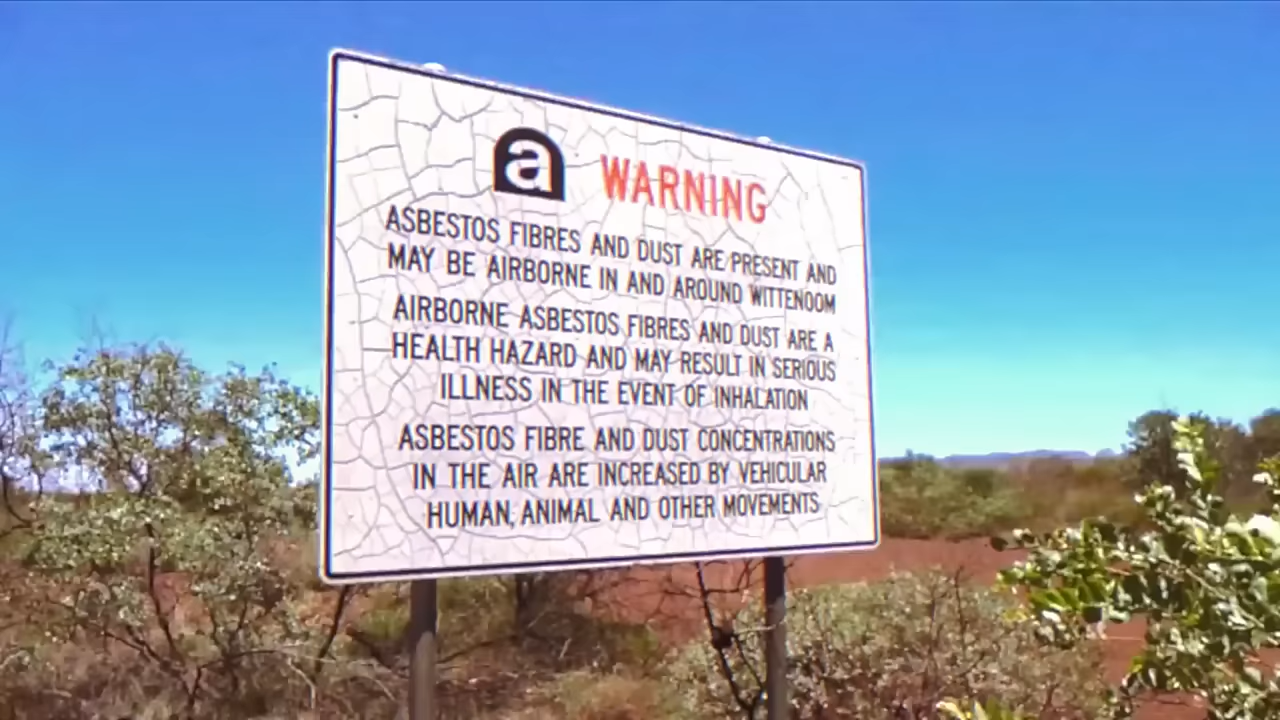 a WARNING
ASBESTOS FIBRES AND DUST ARE PRESENT AND
MAY BE AIRBORNE IN AND AROUND WITTENOOM
AIRBORNE ASBESTOS FIBRES AND DUST ARE A
HEALTH HAZARD AND MAY RESULT IN SERIOUS
ILLNESS IN THE EVENT OF INHALATION
ASBESTOS FIBRE AND DUST CONCENTRATIONS
IN THE AIR ARE INCREASED BY VEHICULAR
HUMAN, ANIMAL AND OTHER MOVEMENTS